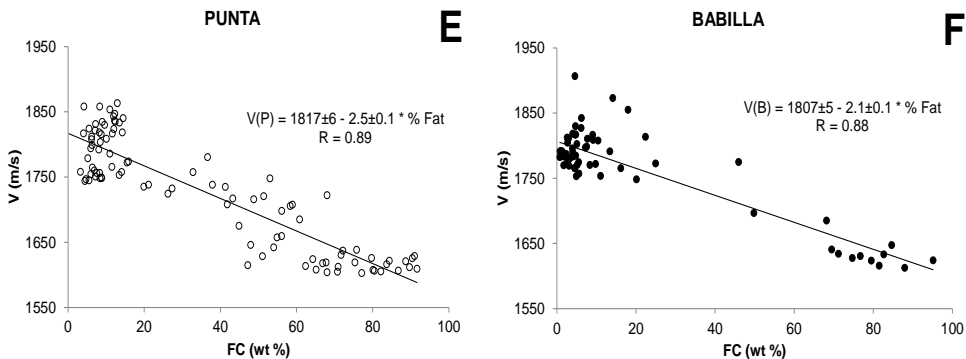 PUNTA
E
1950
1850
1750
1650
1550
V (m/s)
V(P) = 1817±6 - 2.5±0.1 * % Fat
R = 0.89
0 20 40 60 80 100
FC (wt %)
BABILLA
F
1950
1850
1750
1650
1550
V (m/s)
V(B) = 1807±5 - 2.1±0.1 * % Fat
R = 0.88
0 20 40 60 80 100
FC (wt %)